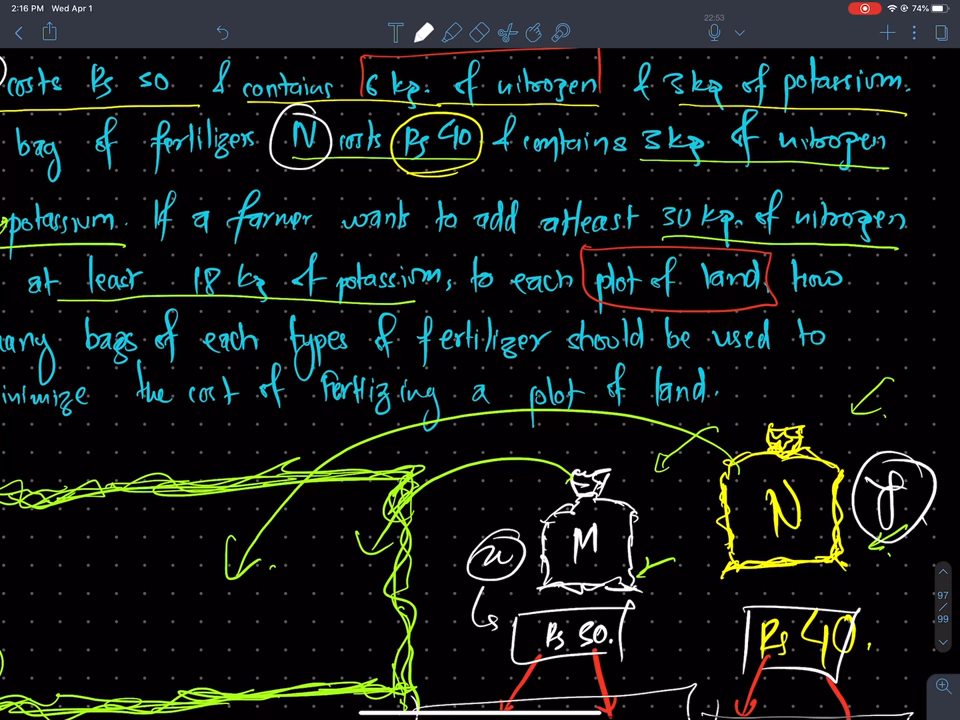 2:16 PM Wed Apr 1
74%
22:53
costs Rs 50 & contains 6 kg. of nitrogen & 3 kg of potassium.
bag of fertilizers N costs Rs 40 & contains 3 kg of nitrogen
potassium. If a farmer wants to add atleast 30 kg. of nitrogen
at least 18 kg of potassium, to each plot of land how
many bags of each types of fertilizer should be used to
inimize the cost of Fertlizing a plot of land.
N
y
M
x
Rs 50.
Rs 40.
97
/
99